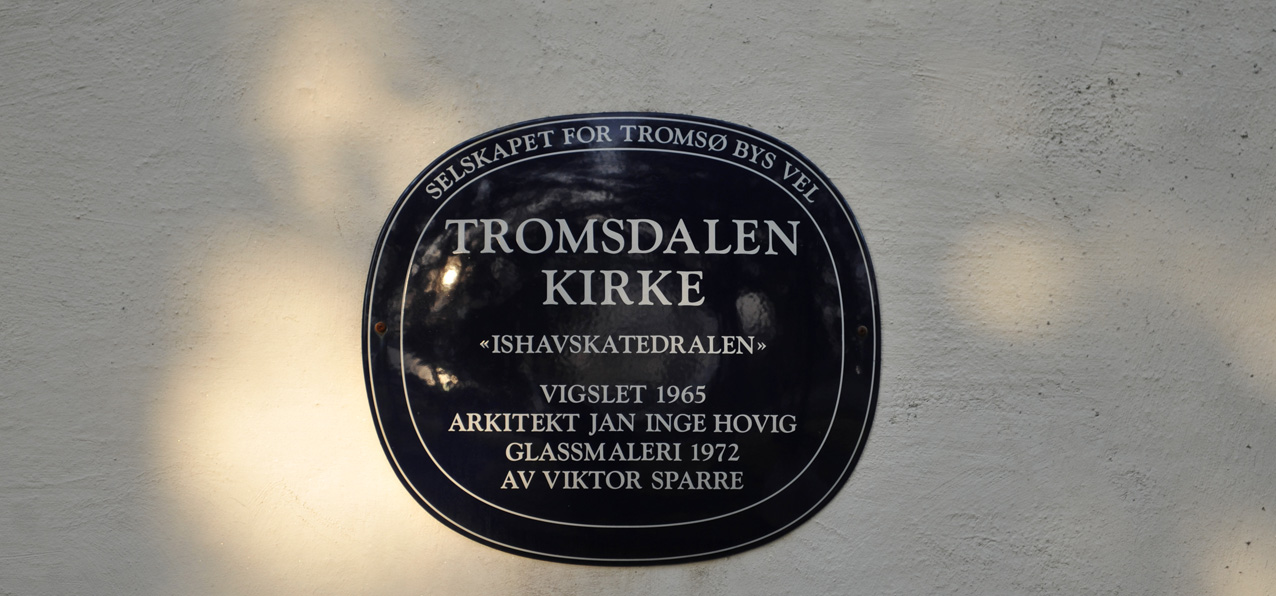 SELSKAPET FOR TROMSØ BYS VEL
TROMSDALEN
KIRKE
«ISHAVSKATEDRALEN»
VIGSLET 1965
ARKITEKT JAN INGE HOVIG
GLASSMALERI 1972
AV VIKTOR SPARRE